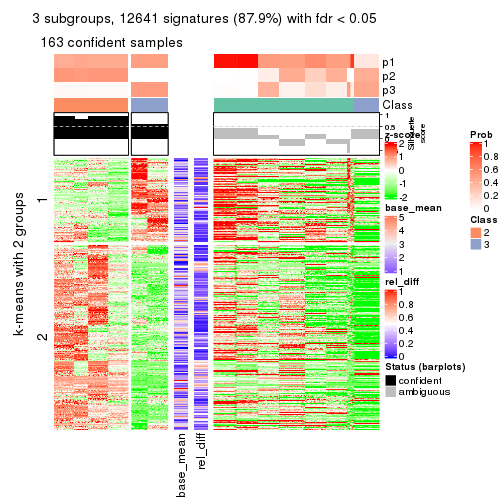 3 subgroups, 12641 signatures (87.9%) with fdr < 0.05
163 confident samples
p1
p2
p3
Class
1
0.5
0
Silhouette
score
k-means with 2 groups
1
2
base_mean
rel_diff
z-score
2
1
0
-1
-2
base_mean
5
4
3
2
1
rel_diff
1
0.8
0.6
0.4
0.2
0
Status (barplots)
confident
ambiguous
Prob
1
0.8
0.6
0.4
0.2
0
Class
2
3